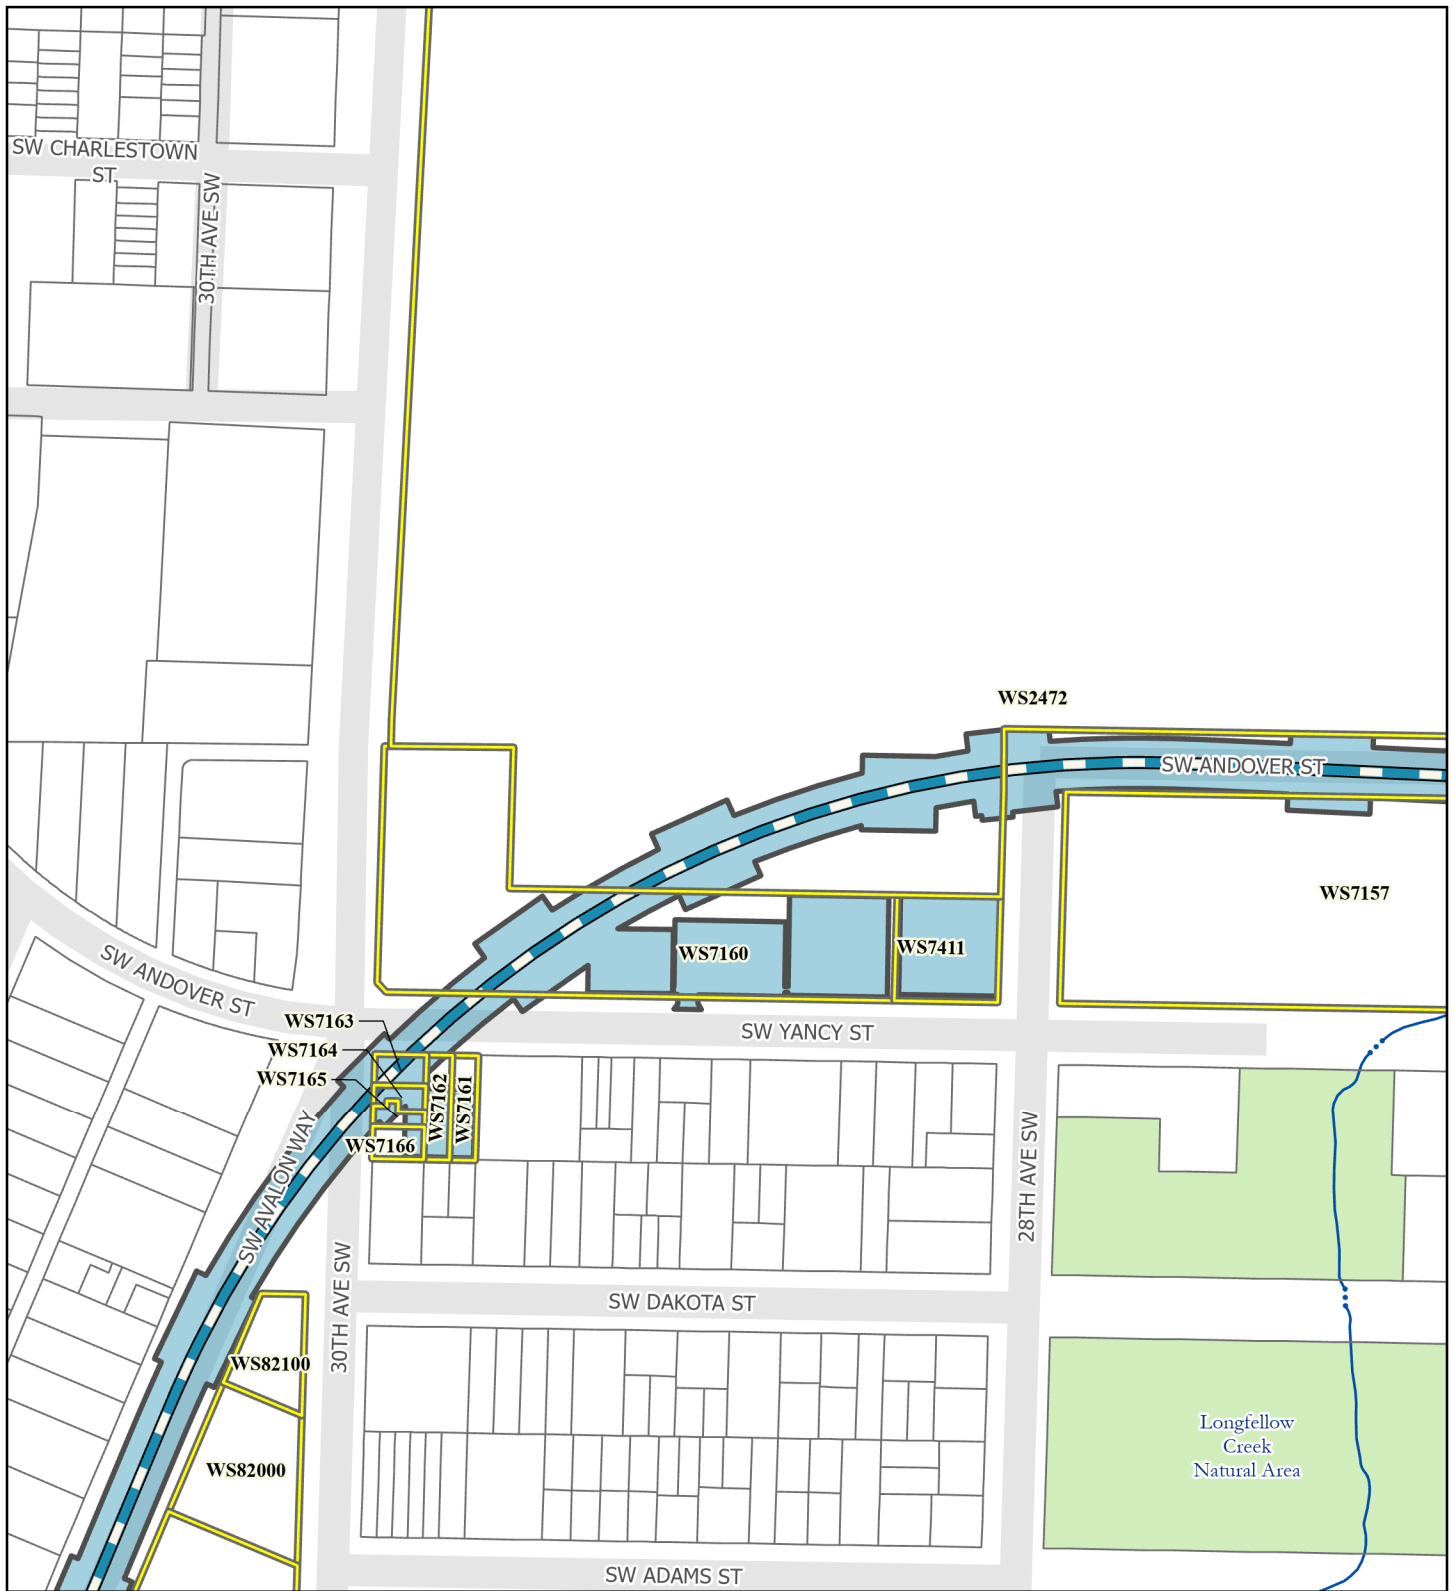 SW CHARLESTOWN
ST
30TH AVE SW
WS2472
SW ANDOVER ST
WS7157
WS7160
WS7411
SW ANDOVER ST
WS7163
SW YANCY ST
WS7164
WS7165
WS7162
WS7161
WS7166
SW AVALON WAY
28TH AVE SW
30TH AVE SW
SW DAKOTA ST
WS82100
Longfellow
Creek
Natural Area
WS82000
SW ADAMS ST